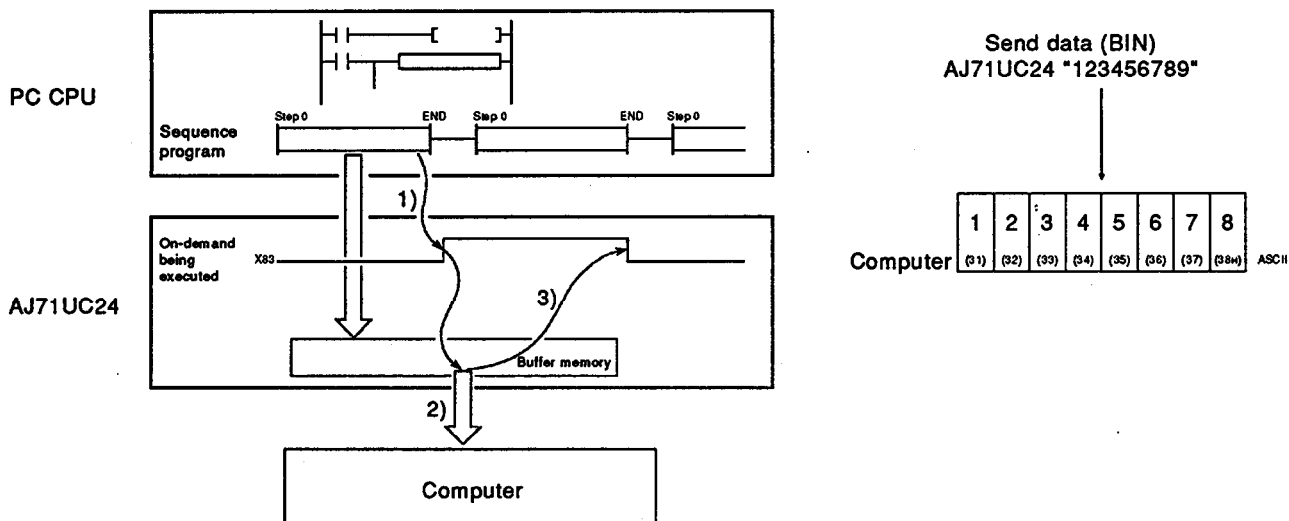 PC CPU
Step 0
END
Step 0
END
Step 0
Sequence
program
1)
On-demand
being
executed
X83
3)
AJ71UC24
Buffer memory
2)
Computer
Send data (BIN)
AJ71UC24 "123456789"
1 2 3 4 5 6 7 8
Computer (31) (32) (33) (34) (35) (36) (37) (38H) ASCII